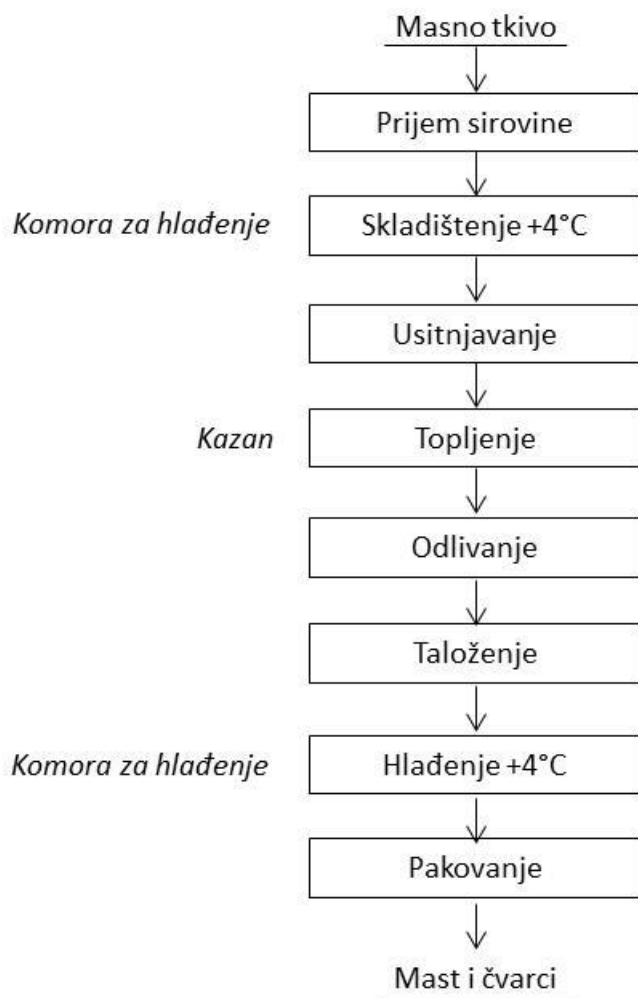 Masno tkivo
Prijem sirovine
Komora za hlađenje
Skladištenje +4°C
Usitnjavanje
Kazan
Topljenje
Odlivanje
Taloženje
Komora za hlađenje
Hlađenje +4°C
Pakovanje
Mast i čvarci